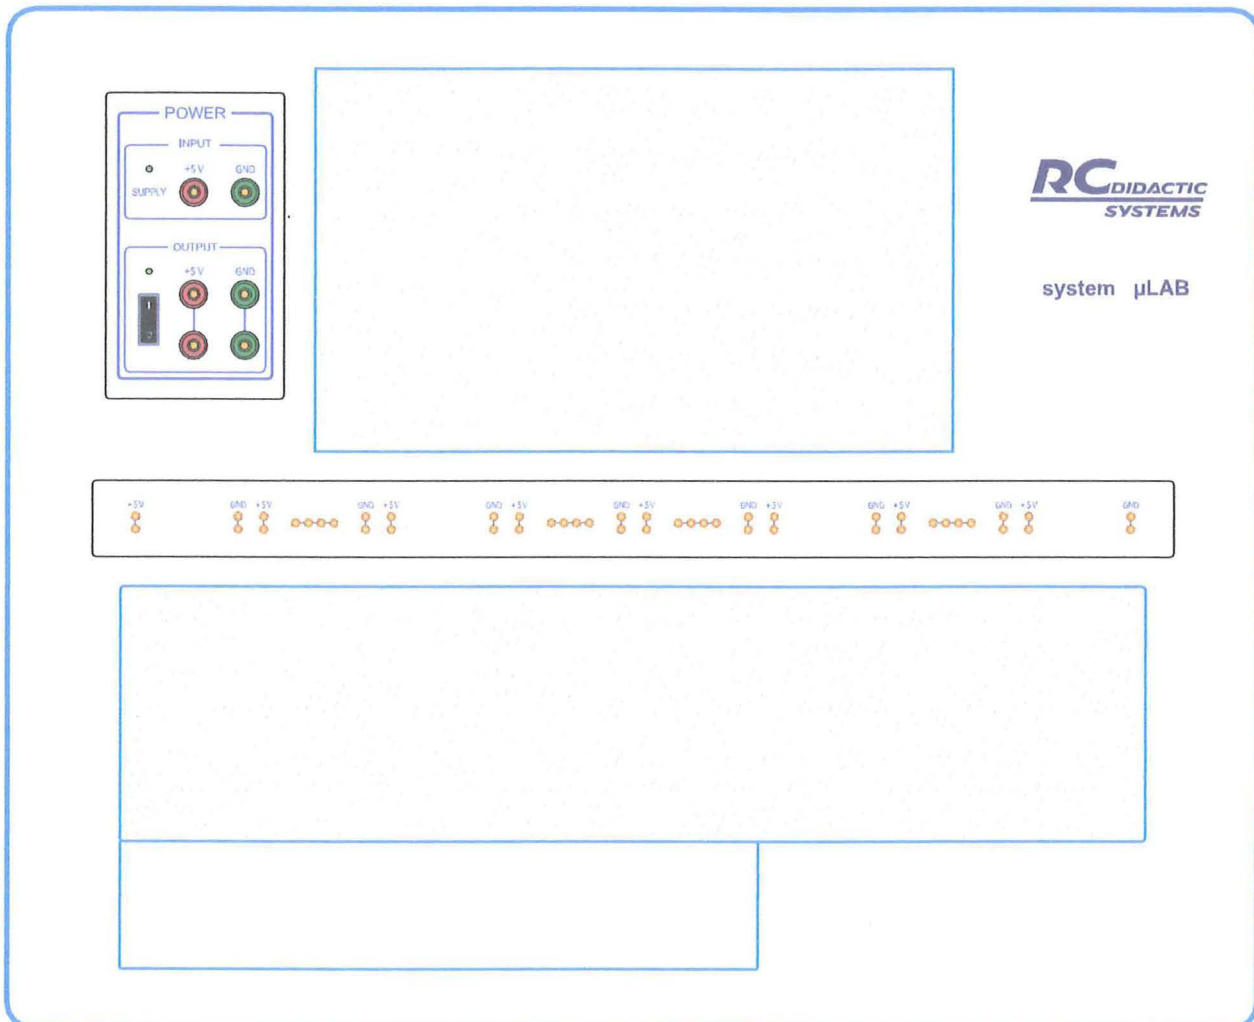 POWER
INPUT
+5V GND
SUPPLY
OUTPUT
+5V GND
RC DIDACTIC
SYSTEMS
system µLAB
+5V GND +5V GND +5V GND +5V GND +5V GND +5V GND +5V GND +5V GND